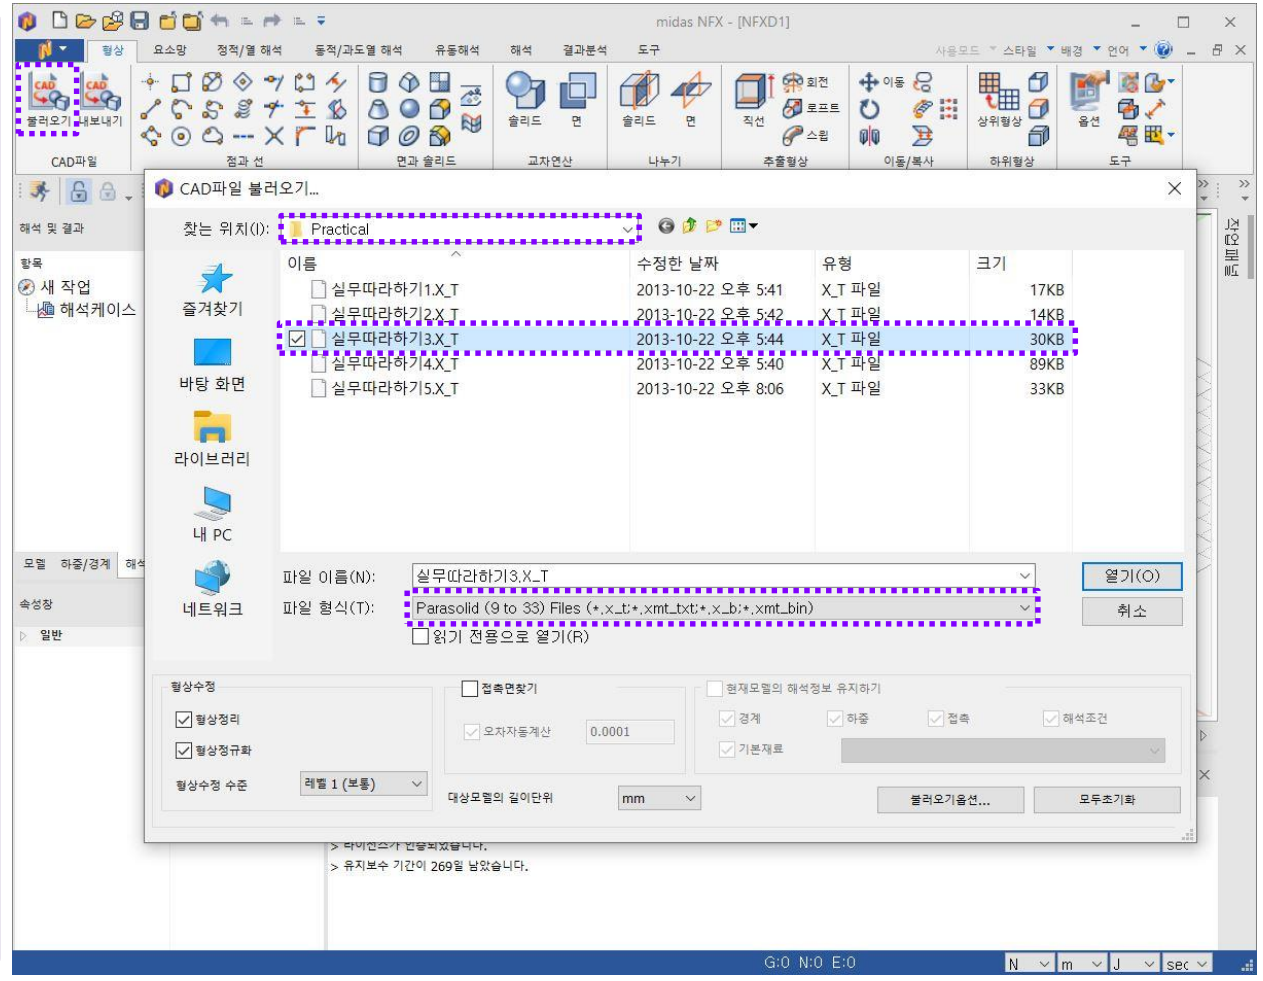 midas NFX - [NFXD1]
형상 요소망 정적/열 해석 동적/과도열 해석 유동해석 해석 결과분석 도구
사용모드 스타일 배경 언어
CAD CAD
불러오기 내보내기
솔리드 면 솔리드 면 직선 회전 로프트 스윕 이동 상위형상 옵션
CAD파일 점과 선 면과 솔리드 교차연산 나누기 추출형상 이동/복사 하위형상 도구
CAD파일 불러오기...
해석 및 결과
항목
새 작업
해석케이스
찾는 위치(I): Practical
이름 수정한 날짜 유형 크기
실무따라하기1.X_T 2013-10-22 오후 5:41 X_T 파일 17KB
실무따라하기2.X_T 2013-10-22 오후 5:42 X_T 파일 14KB
실무따라하기3.X_T 2013-10-22 오후 5:44 X_T 파일 30KB
실무따라하기4.X_T 2013-10-22 오후 5:40 X_T 파일 89KB
실무따라하기5.X_T 2013-10-22 오후 8:06 X_T 파일 33KB
즐겨찾기
바탕 화면
라이브러리
내 PC
네트워크
작업패널
파일 이름(N): 실무따라하기3.X_T 열기(O)
파일 형식(T): Parasolid (9 to 33) Files (*.x_t;*.xmt_txt;*.x_b;*.xmt_bin) 취소
읽기 전용으로 열기(R)
모델 하중/경계
속성창
일반
형상수정 접촉면찾기 현재모델의 해석정보 유지하기
형상정리 오차자동계산 0.0001 경계 하중 접촉 해석조건
형상정규화 기본재료
형상수정 수준 레벨 1 (보통) 대상모델의 길이단위 mm 불러오기옵션... 모두초기화
> 라이선스가 인증되었습니다.
> 유지보수 기간이 269일 남았습니다.
G:0 N:0 E:0 N m J sec